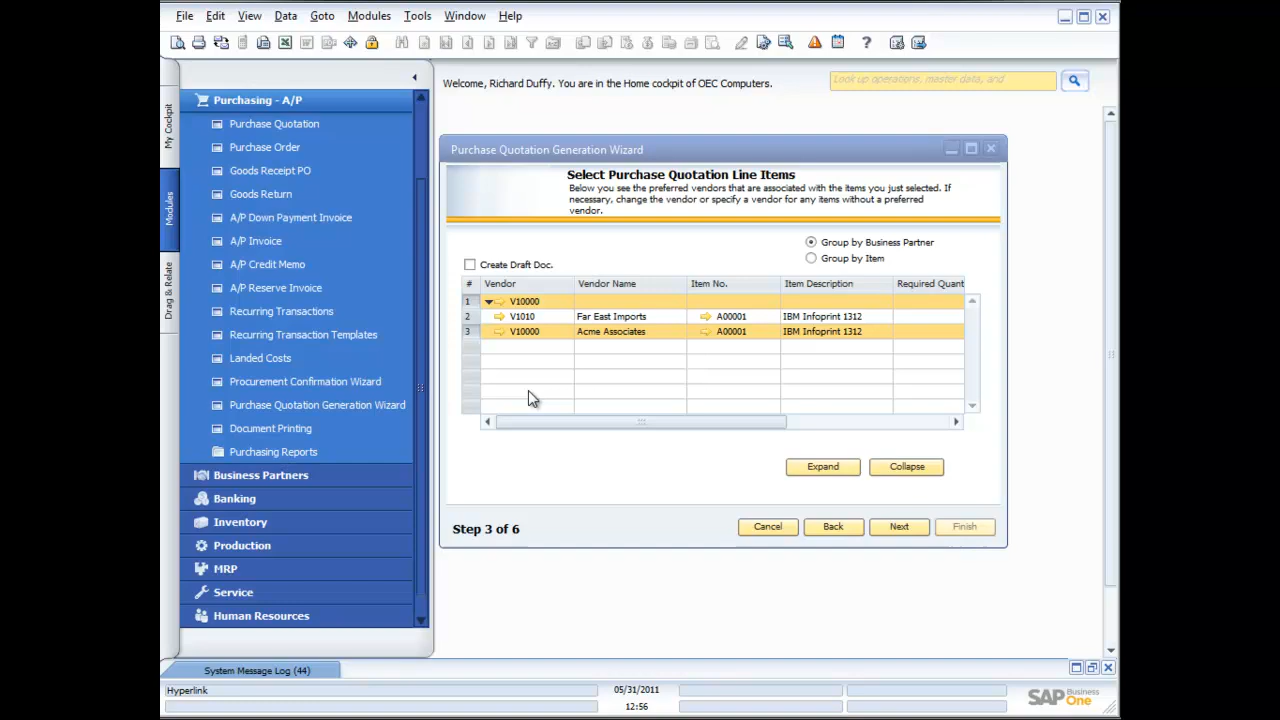 File Edit View Data Goto Modules Tools Window Help
Welcome, Richard Duffy. You are in the Home cockpit of OEC Computers.
Look up operations, master data, and
My Cockpit
Modules
Drag & Relate
Purchasing - A/P
Purchase Quotation
Purchase Order
Goods Receipt PO
Goods Return
A/P Down Payment Invoice
A/P Invoice
A/P Credit Memo
A/P Reserve Invoice
Recurring Transactions
Recurring Transaction Templates
Landed Costs
Procurement Confirmation Wizard
Purchase Quotation Generation Wizard
Document Printing
Purchasing Reports
Business Partners
Banking
Inventory
Production
MRP
Service
Human Resources
Purchase Quotation Generation Wizard
Select Purchase Quotation Line Items
Below you see the preferred vendors that are associated with the items you just selected. If
necessary, change the vendor or specify a vendor for any items without a preferred
vendor.
Group by Business Partner
Group by Item
Create Draft Doc.
# Vendor Vendor Name Item No. Item Description Required Quant
1 V10000
2 V1010 Far East Imports A00001 IBM Infoprint 1312
3 V10000 Acme Associates A00001 IBM Infoprint 1312
Expand Collapse
Step 3 of 6
Cancel Back Next Finish
System Message Log (44)
Hyperlink
05/31/2011
12:56
SAP Business One